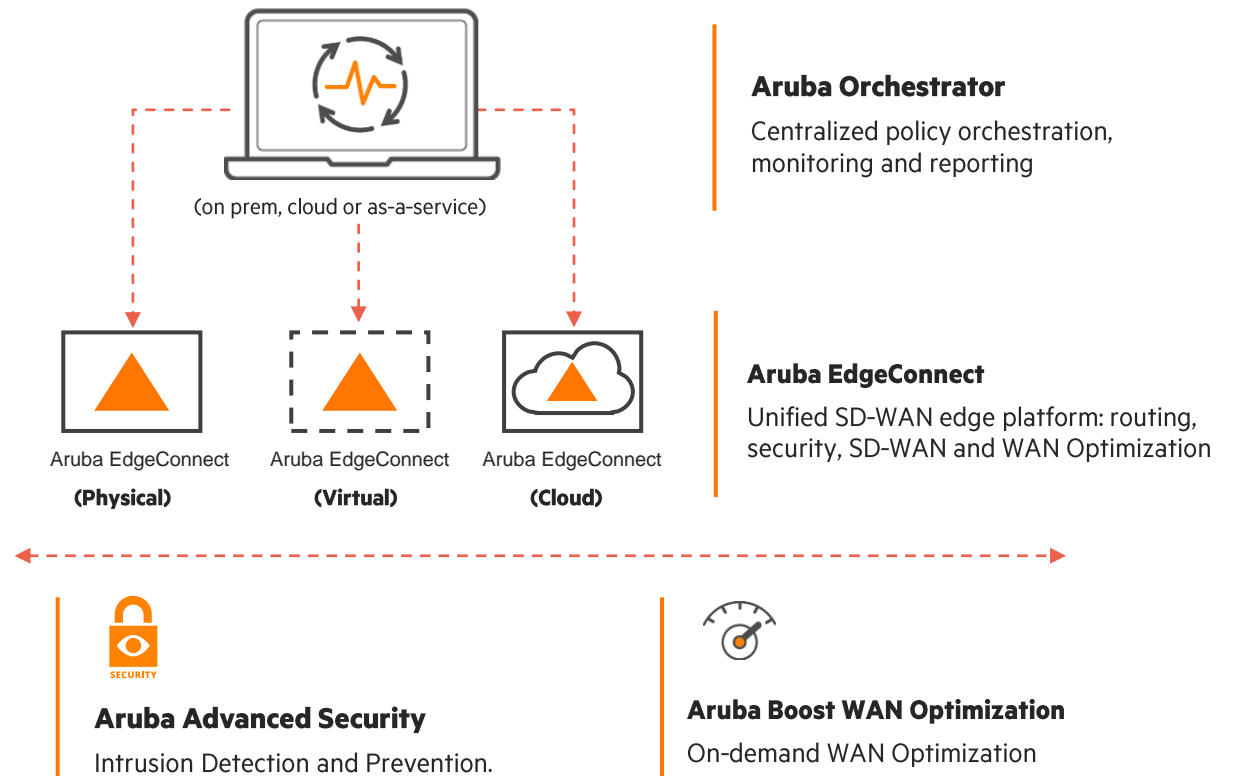 Aruba Orchestrator
Centralized policy orchestration,
monitoring and reporting
(on prem, cloud or as-a-service)
Aruba EdgeConnect
(Physical)
Aruba EdgeConnect
(Virtual)
Aruba EdgeConnect
(Cloud)
Aruba EdgeConnect
Unified SD-WAN edge platform: routing,
security, SD-WAN and WAN Optimization
SECURITY
Aruba Advanced Security
Intrusion Detection and Prevention.
Aruba Boost WAN Optimization
On-demand WAN Optimization